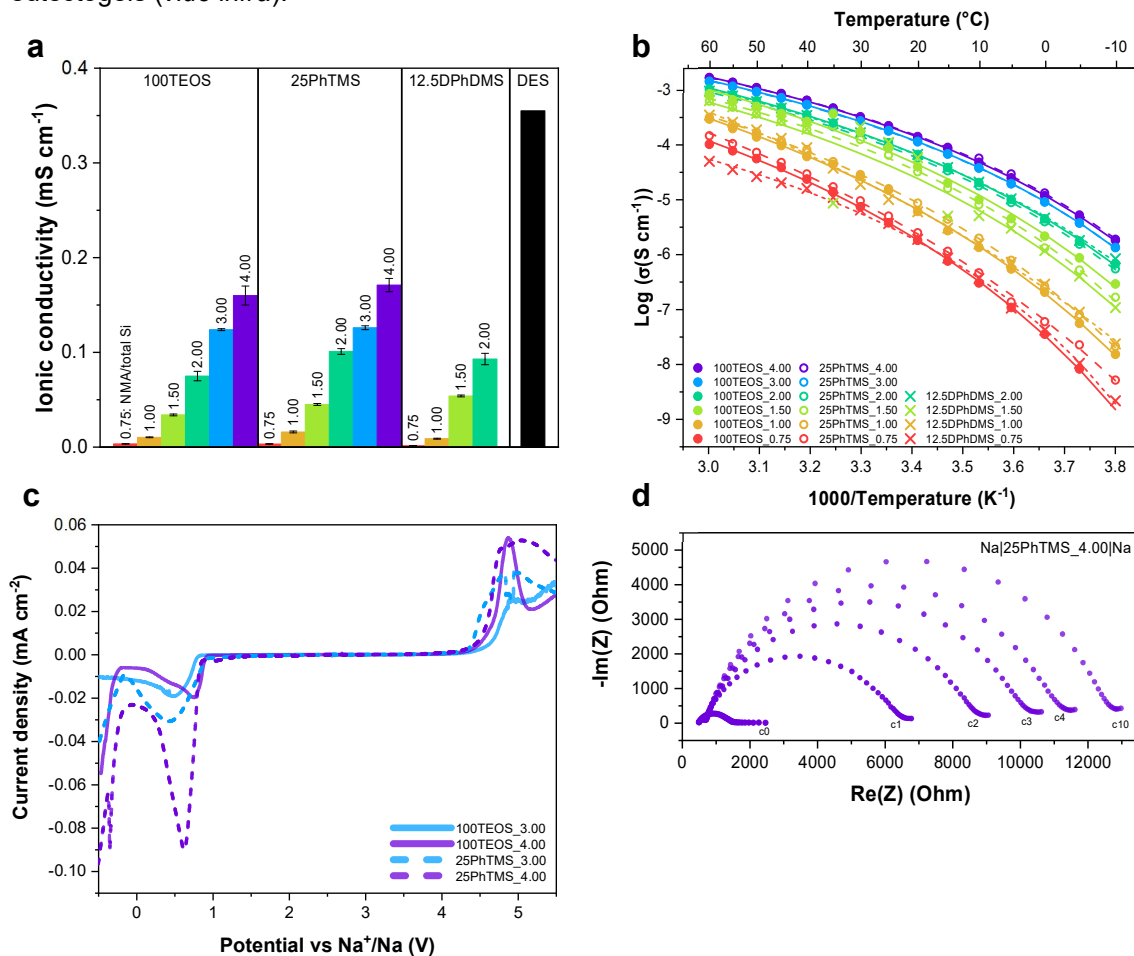 eutectogels (vide infra).
a
0.4
0.3
0.2
0.1
0.0
Ionic conductivity (mS cm⁻¹)
100TEOS
25PhTMS
12.5DPhDMS
DES
0.75: NMA/total Si
1.00
1.50
2.00
3.00
4.00
0.75
1.00
1.50
2.00
3.00
4.00
0.75
1.00
1.50
2.00
b
Temperature (°C)
60 50 40 30 20 10 0 -10
-3
-4
-5
-6
-7
-8
-9
Log (σ(S cm⁻¹))
100TEOS_4.00 25PhTMS_4.00
100TEOS_3.00 25PhTMS_3.00
100TEOS_2.00 25PhTMS_2.00 12.5DPhDMS_2.00
100TEOS_1.50 25PhTMS_1.50 12.5DPhDMS_1.50
100TEOS_1.00 25PhTMS_1.00 12.5DPhDMS_1.00
100TEOS_0.75 25PhTMS_0.75 12.5DPhDMS_0.75
3.0 3.1 3.2 3.3 3.4 3.5 3.6 3.7 3.8
1000/Temperature (K⁻¹)
c
0.06
0.04
0.02
0.00
-0.02
-0.04
-0.06
-0.08
-0.10
Current density (mA cm⁻²)
100TEOS_3.00
100TEOS_4.00
25PhTMS_3.00
25PhTMS_4.00
0 1 2 3 4 5
Potential vs Na⁺/Na (V)
d
5000
4000
3000
2000
1000
0
-Im(Z) (Ohm)
Na|25PhTMS_4.00|Na
c0
c1
c2
c3
c4
c10
0 2000 4000 6000 8000 10000 12000
Re(Z) (Ohm)